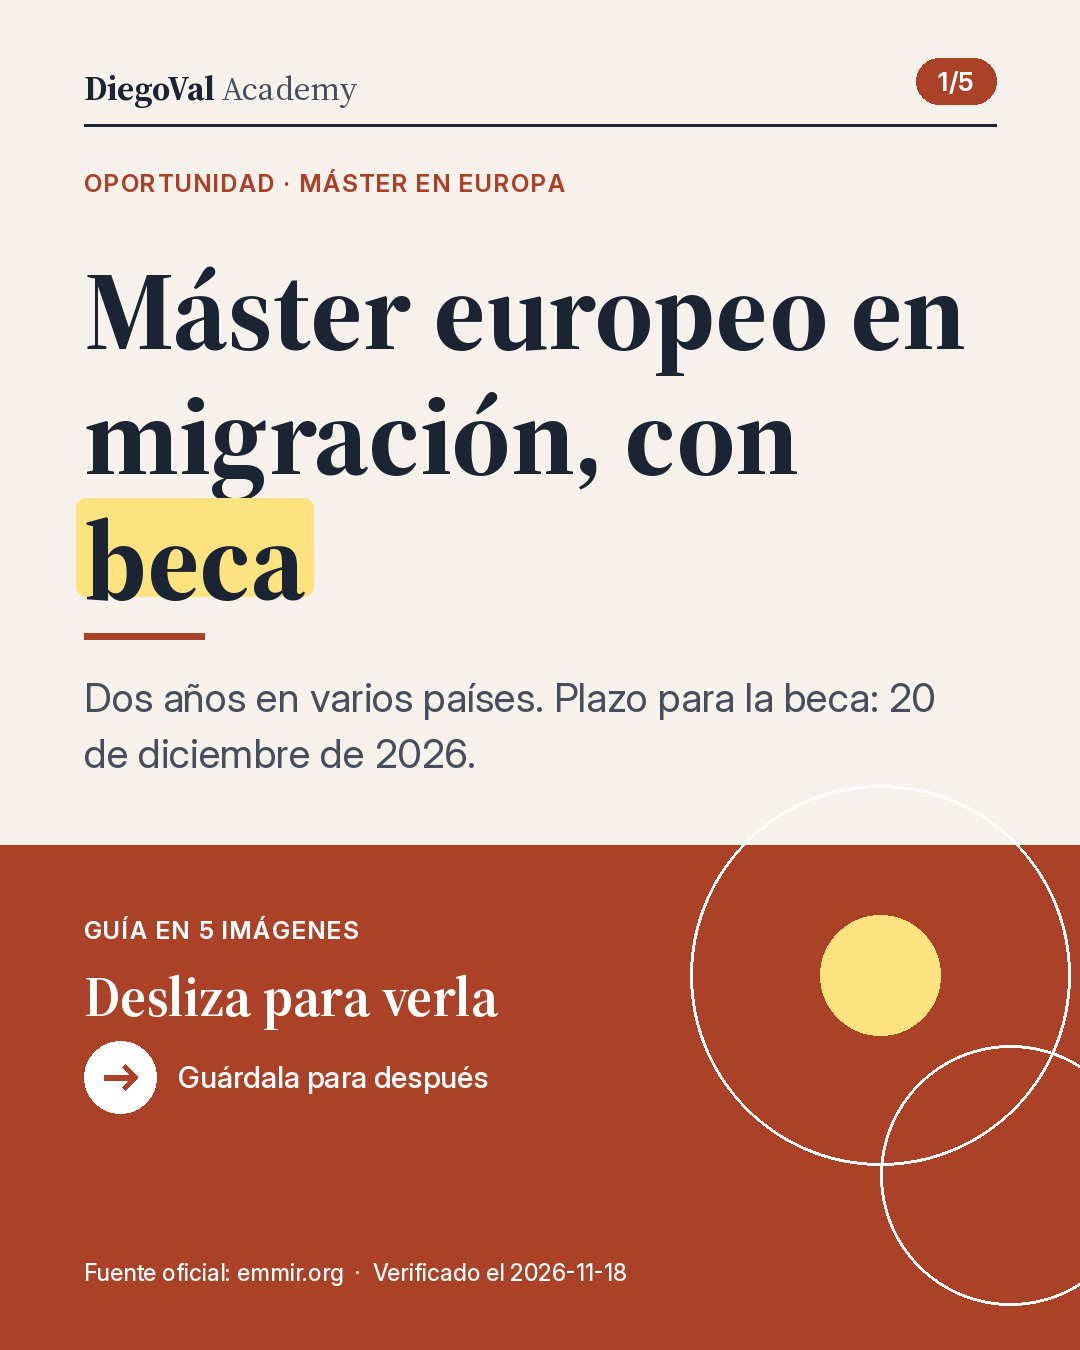 DiegoVal Academy
1/5
OPORTUNIDAD · MÁSTER EN EUROPA
Máster europeo en
migración, con
beca
Dos años en varios países. Plazo para la beca: 20
de diciembre de 2026.
GUÍA EN 5 IMÁGENES
Desliza para verla
Guárdala para después
Fuente oficial: emmir.org · Verificado el 2026-11-18